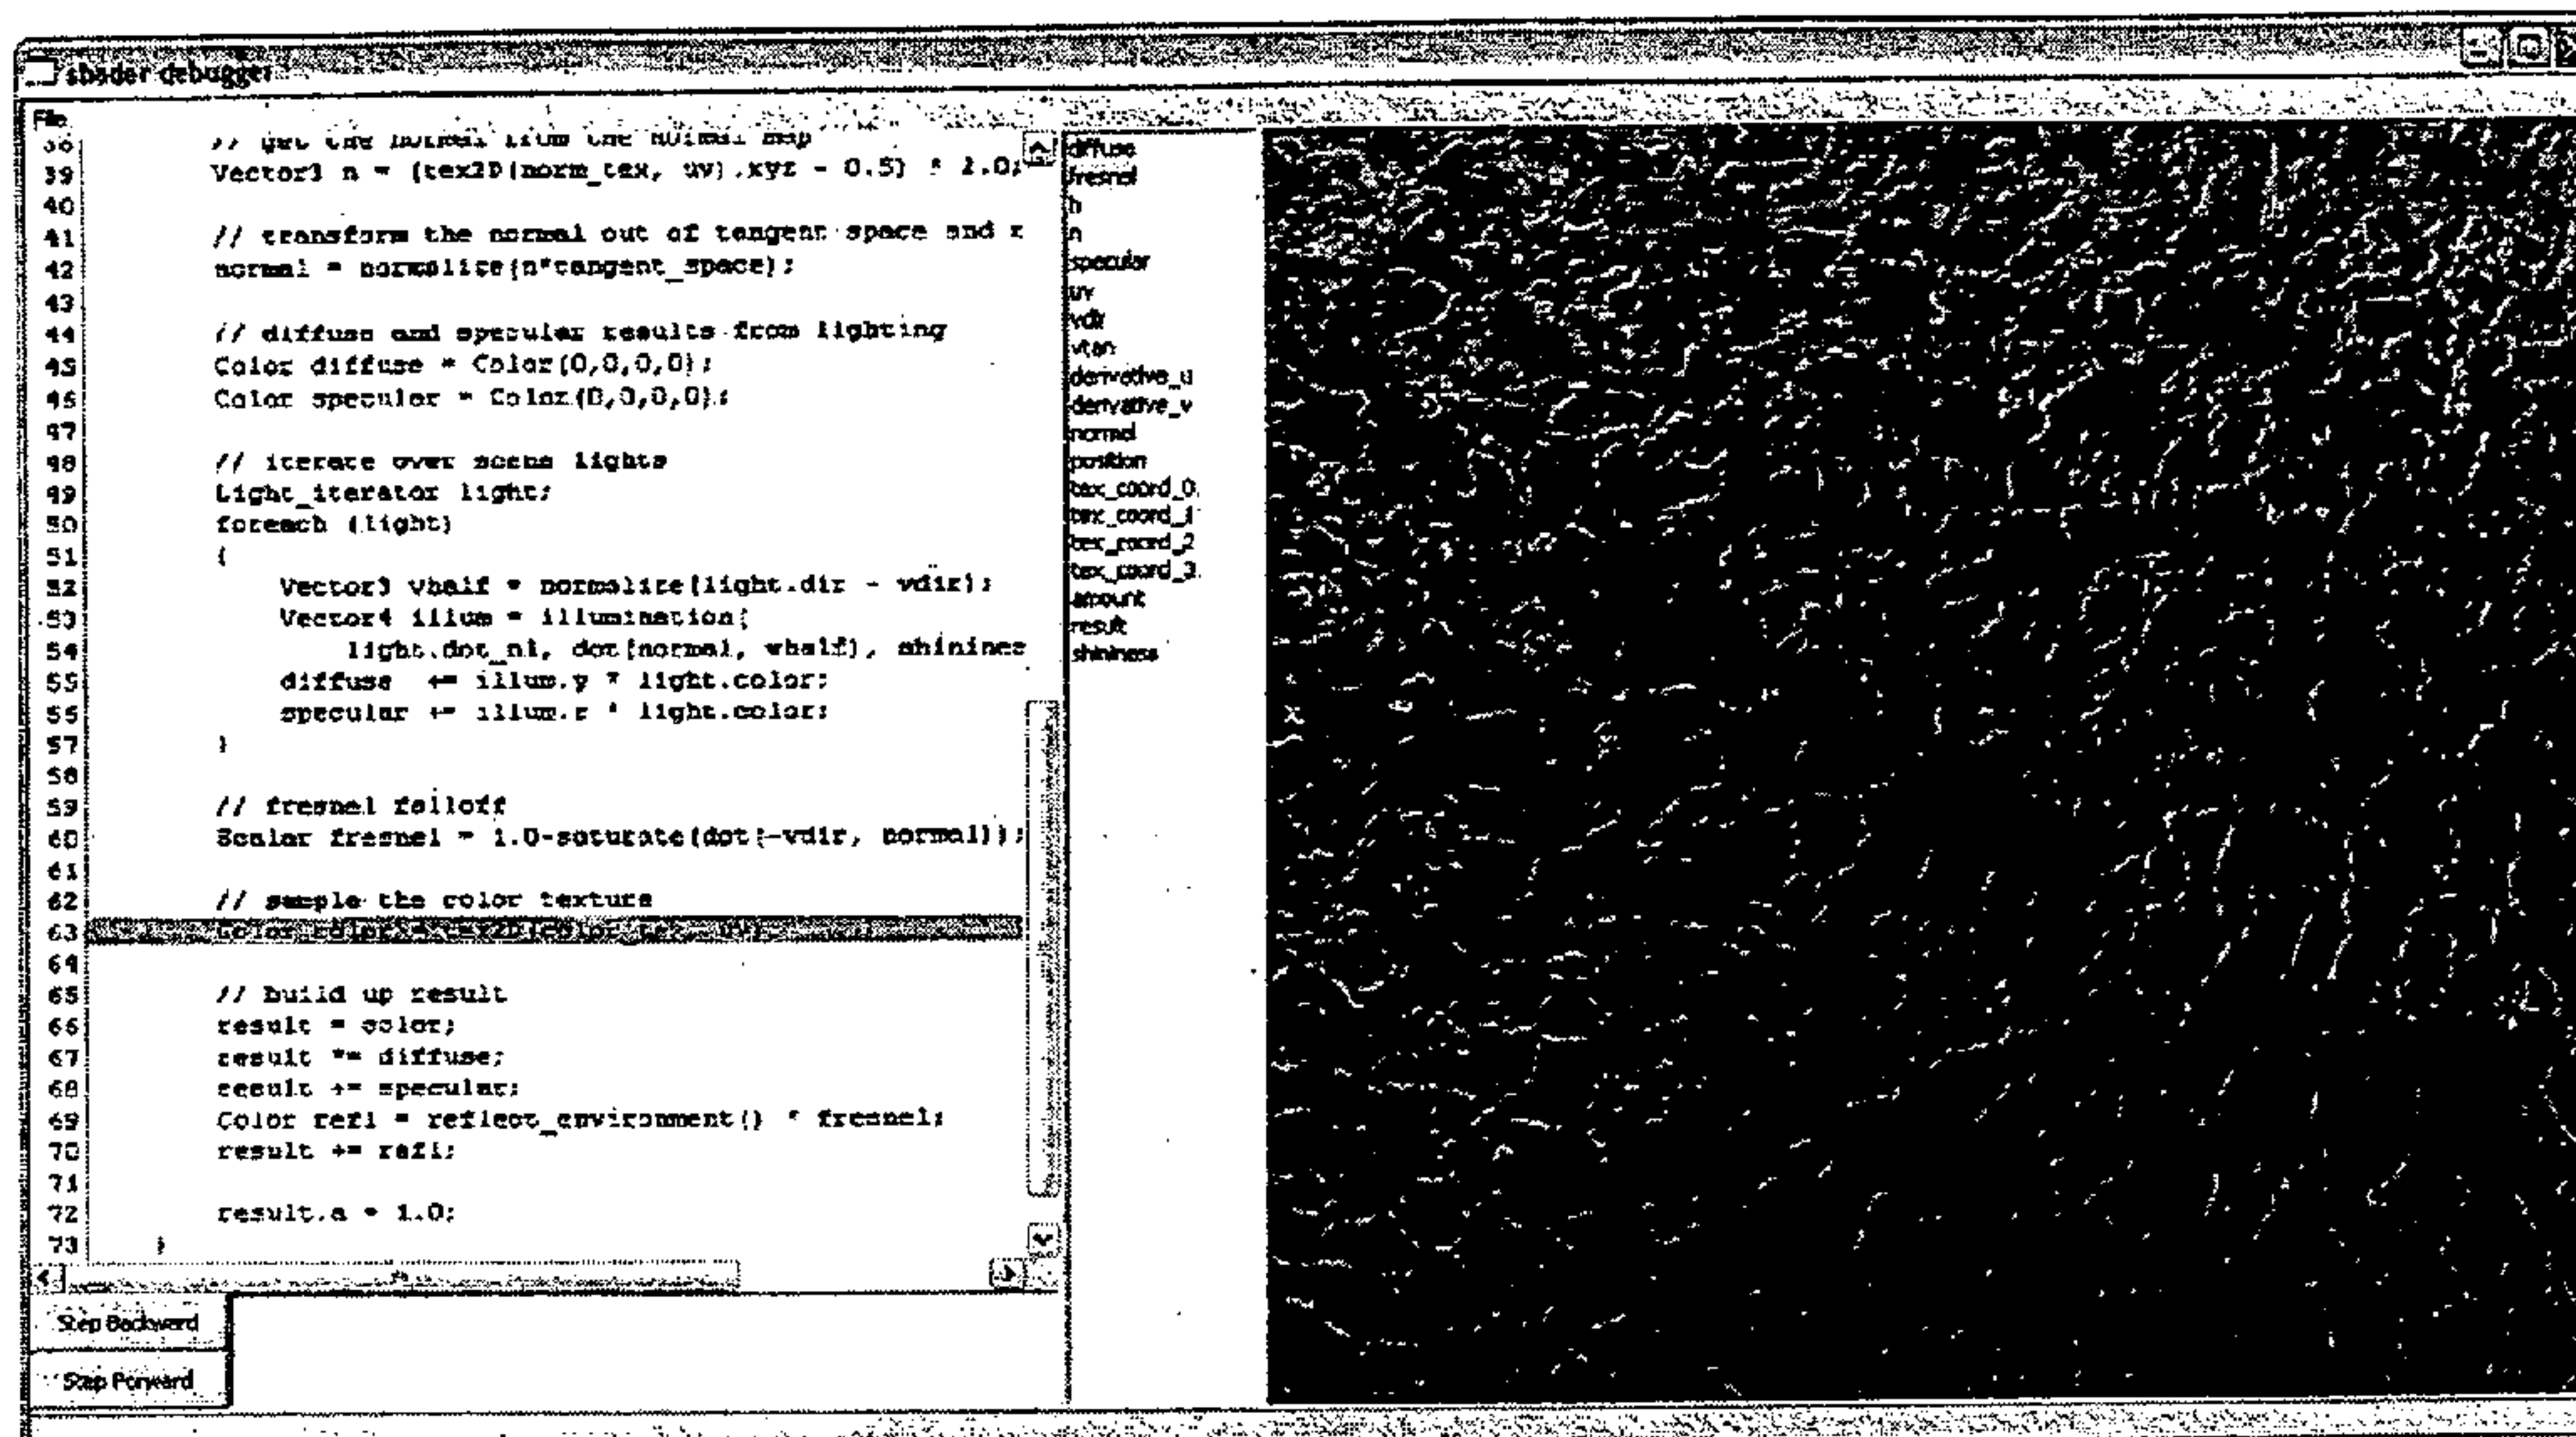 shader debugger
File
38 // get the normal from the normal map
39 Vector3 n = (tex2D(norm_tex, uv).xyz - 0.5) * 2.0;
40
41 // transform the normal out of tangent space and
42 normal = normalize(n*tangent_space);
43
44 // diffuse and specular results from lighting
45 Color diffuse = Color(0,0,0,0);
46 Color specular = Color(0,0,0,0);
47
48 // iterate over scene lights
49 Light_iterator light;
50 foreach (light)
51 {
52 Vector3 vhalf = normalize(light.dir - vdir);
53 Vector4 illum = illumination(
54 light.dot_nl, dot(normal, vhalf), shinines
55 diffuse += illum.y * light.color;
56 specular += illum.z * light.color;
57 }
58
59 // fresnel falloff
60 Scalar fresnel = 1.0-saturate(dot(-vdir, normal));
61
62 // sample the color texture
63 Color color = tex2D(color_tex, uv);
64
65 // build up result
66 result = color;
67 result *= diffuse;
68 result += specular;
69 Color refl = reflect_environment() * fresnel;
70 result += refl;
71
72 result.a = 1.0;
73 }
Step Backward
Step Forward
diffuse
fresnel
h
n
specular
uv
vdir
vtan
derivative_u
derivative_v
normal
position
tex_coord_0
tex_coord_1
tex_coord_2
tex_coord_3
amount
result
shininess